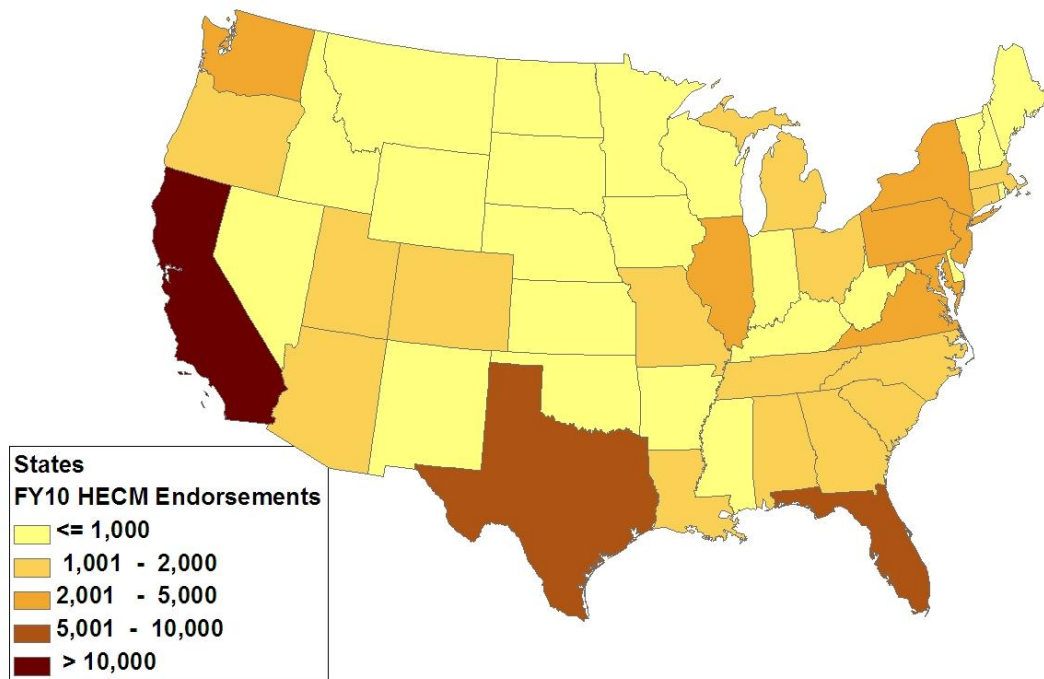 States
FY10 HECM Endorsements
<= 1,000
1,001 - 2,000
2,001 - 5,000
5,001 - 10,000
> 10,000